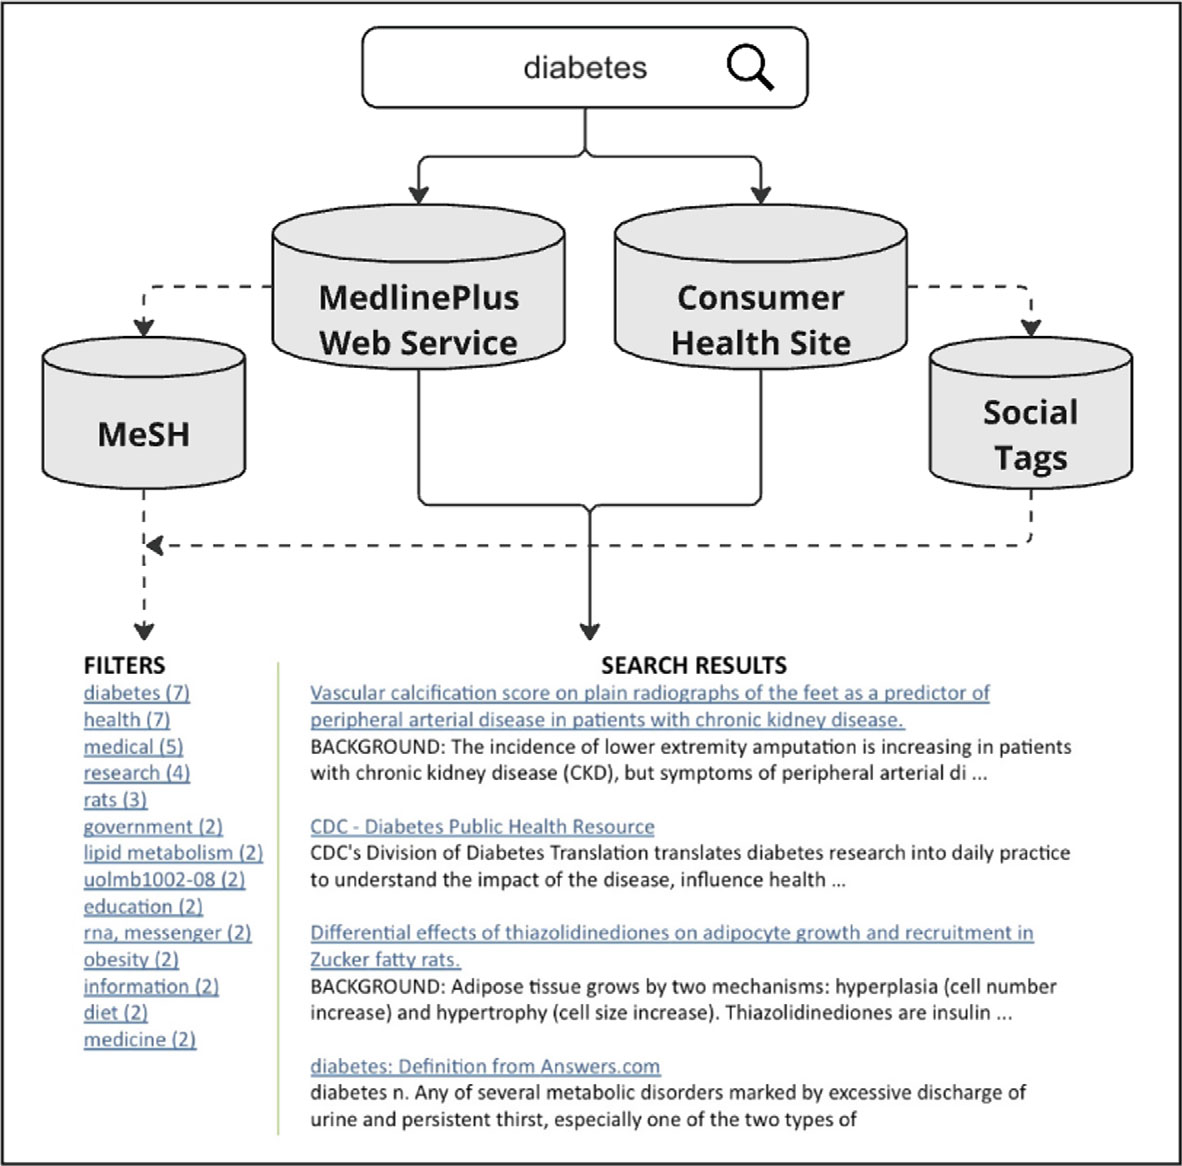 diabetes
MedlinePlus
Web Service
Consumer
Health Site
MeSH
Social
Tags
FILTERS
diabetes (7)
health (7)
medical (5)
research (4)
rats (3)
government (2)
lipid metabolism (2)
uolmb1002-08 (2)
education (2)
rna, messenger (2)
obesity (2)
information (2)
diet (2)
medicine (2)
SEARCH RESULTS
Vascular calcification score on plain radiographs of the feet as a predictor of
peripheral arterial disease in patients with chronic kidney disease.
BACKGROUND: The incidence of lower extremity amputation is increasing in patients
with chronic kidney disease (CKD), but symptoms of peripheral arterial di ...
CDC - Diabetes Public Health Resource
CDC's Division of Diabetes Translation translates diabetes research into daily practice
to understand the impact of the disease, influence health ...
Differential effects of thiazolidinediones on adipocyte growth and recruitment in
Zucker fatty rats.
BACKGROUND: Adipose tissue grows by two mechanisms: hyperplasia (cell number
increase) and hypertrophy (cell size increase). Thiazolidinediones are insulin ...
diabetes: Definition from Answers.com
diabetes n. Any of several metabolic disorders marked by excessive discharge of
urine and persistent thirst, especially one of the two types of